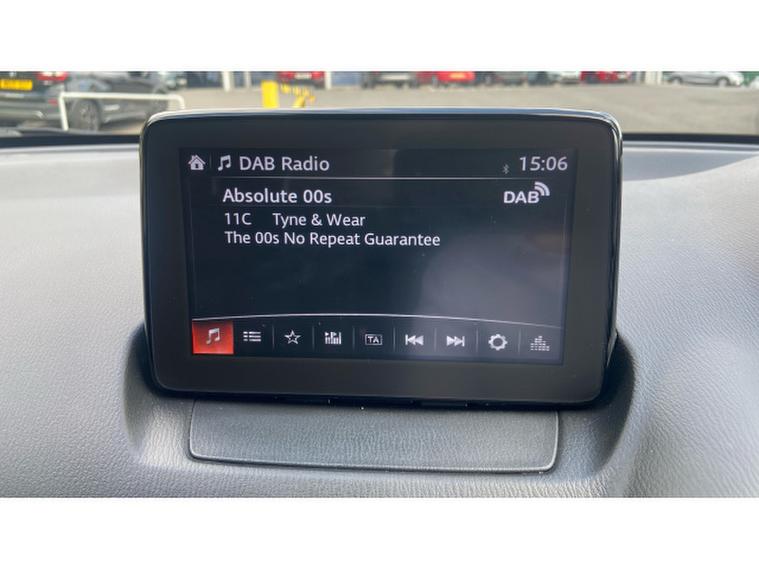 DAB Radio 15:06
Absolute 00s DAB
11C Tyne & Wear
The 00s No Repeat Guarantee
TA